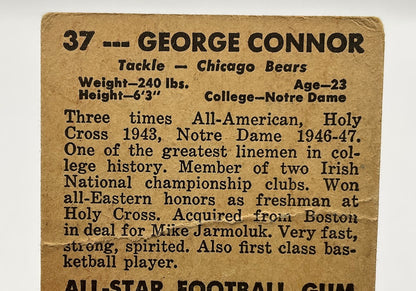 37 --- GEORGE CONNOR
Tackle — Chicago Bears
Weight—240 lbs. Age—23
Height—6'3" College—Notre Dame
Three times All-American, Holy
Cross 1943, Notre Dame 1946-47.
One of the greatest linemen in col-
lege history. Member of two Irish
National championship clubs. Won
all-Eastern honors as freshman at
Holy Cross. Acquired from Boston
in deal for Mike Jarmoluk. Very fast,
strong, spirited. Also first class bas-
ketball player.
ALL-STAR FOOTBALL GUM